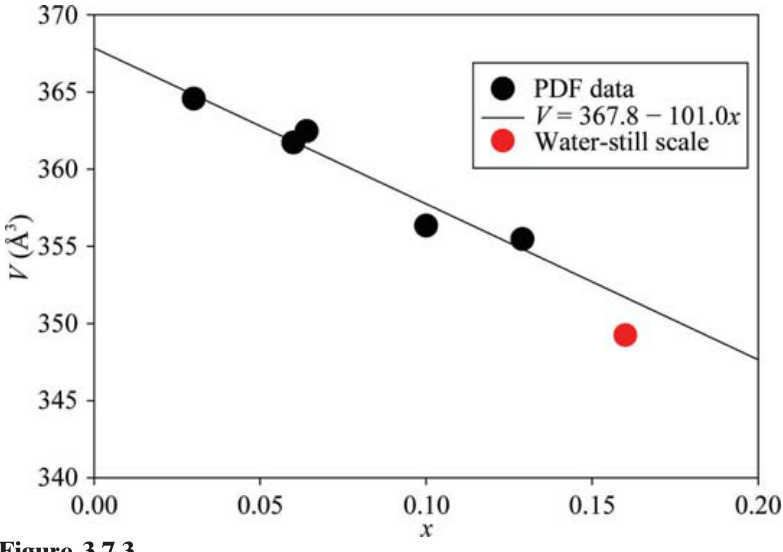 370
365
360
355
350
345
340
V (Å³)
PDF data
V = 367.8 − 101.0x
Water-still scale
0.00
0.05
0.10
0.15
0.20
x
Figure 3.7.3